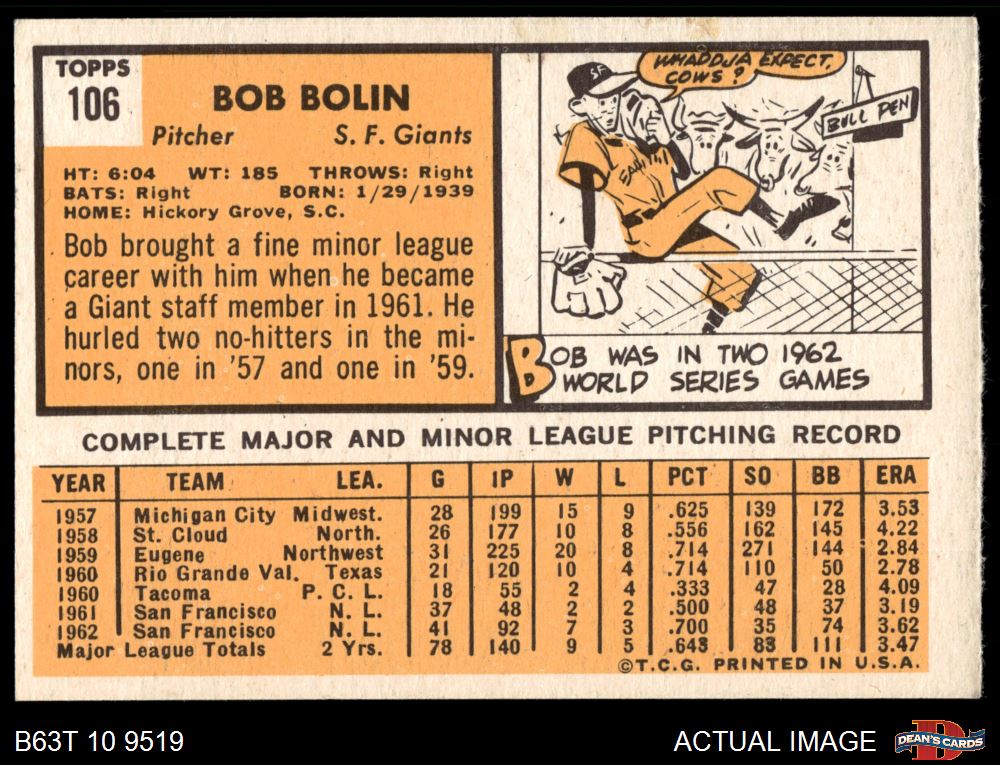 TOPPS
106
BOB BOLIN
Pitcher S. F. Giants
HT: 6:04 WT: 185 THROWS: Right
BATS: Right BORN: 1/29/1939
HOME: Hickory Grove, S.C.
Bob brought a fine minor league
career with him when he became
a Giant staff member in 1961. He
hurled two no-hitters in the mi-
nors, one in '57 and one in '59.
WHADDJA EXPECT,
COWS?
SF
BULL PEN
SAN
BOB WAS IN TWO 1962
WORLD SERIES GAMES
COMPLETE MAJOR AND MINOR LEAGUE PITCHING RECORD
YEAR TEAM LEA. G IP W L PCT SO BB ERA
1957 Michigan City Midwest. 28 199 15 9 .625 139 172 3.53
1958 St. Cloud North. 26 177 10 8 .556 162 145 4.22
1959 Eugene Northwest 31 225 20 8 .714 271 144 2.84
1960 Rio Grande Val. Texas 21 120 10 4 .714 110 50 2.78
1960 Tacoma P. C. L. 18 55 2 4 .333 47 28 4.09
1961 San Francisco N. L. 37 48 2 2 .500 48 37 3.19
1962 San Francisco N. L. 41 92 7 3 .700 35 74 3.62
Major League Totals 2 Yrs. 78 140 9 5 .643 83 111 3.47
©T.C.G. PRINTED IN U.S.A.
B63T 10 9519
ACTUAL IMAGE
DEAN'S CARDS